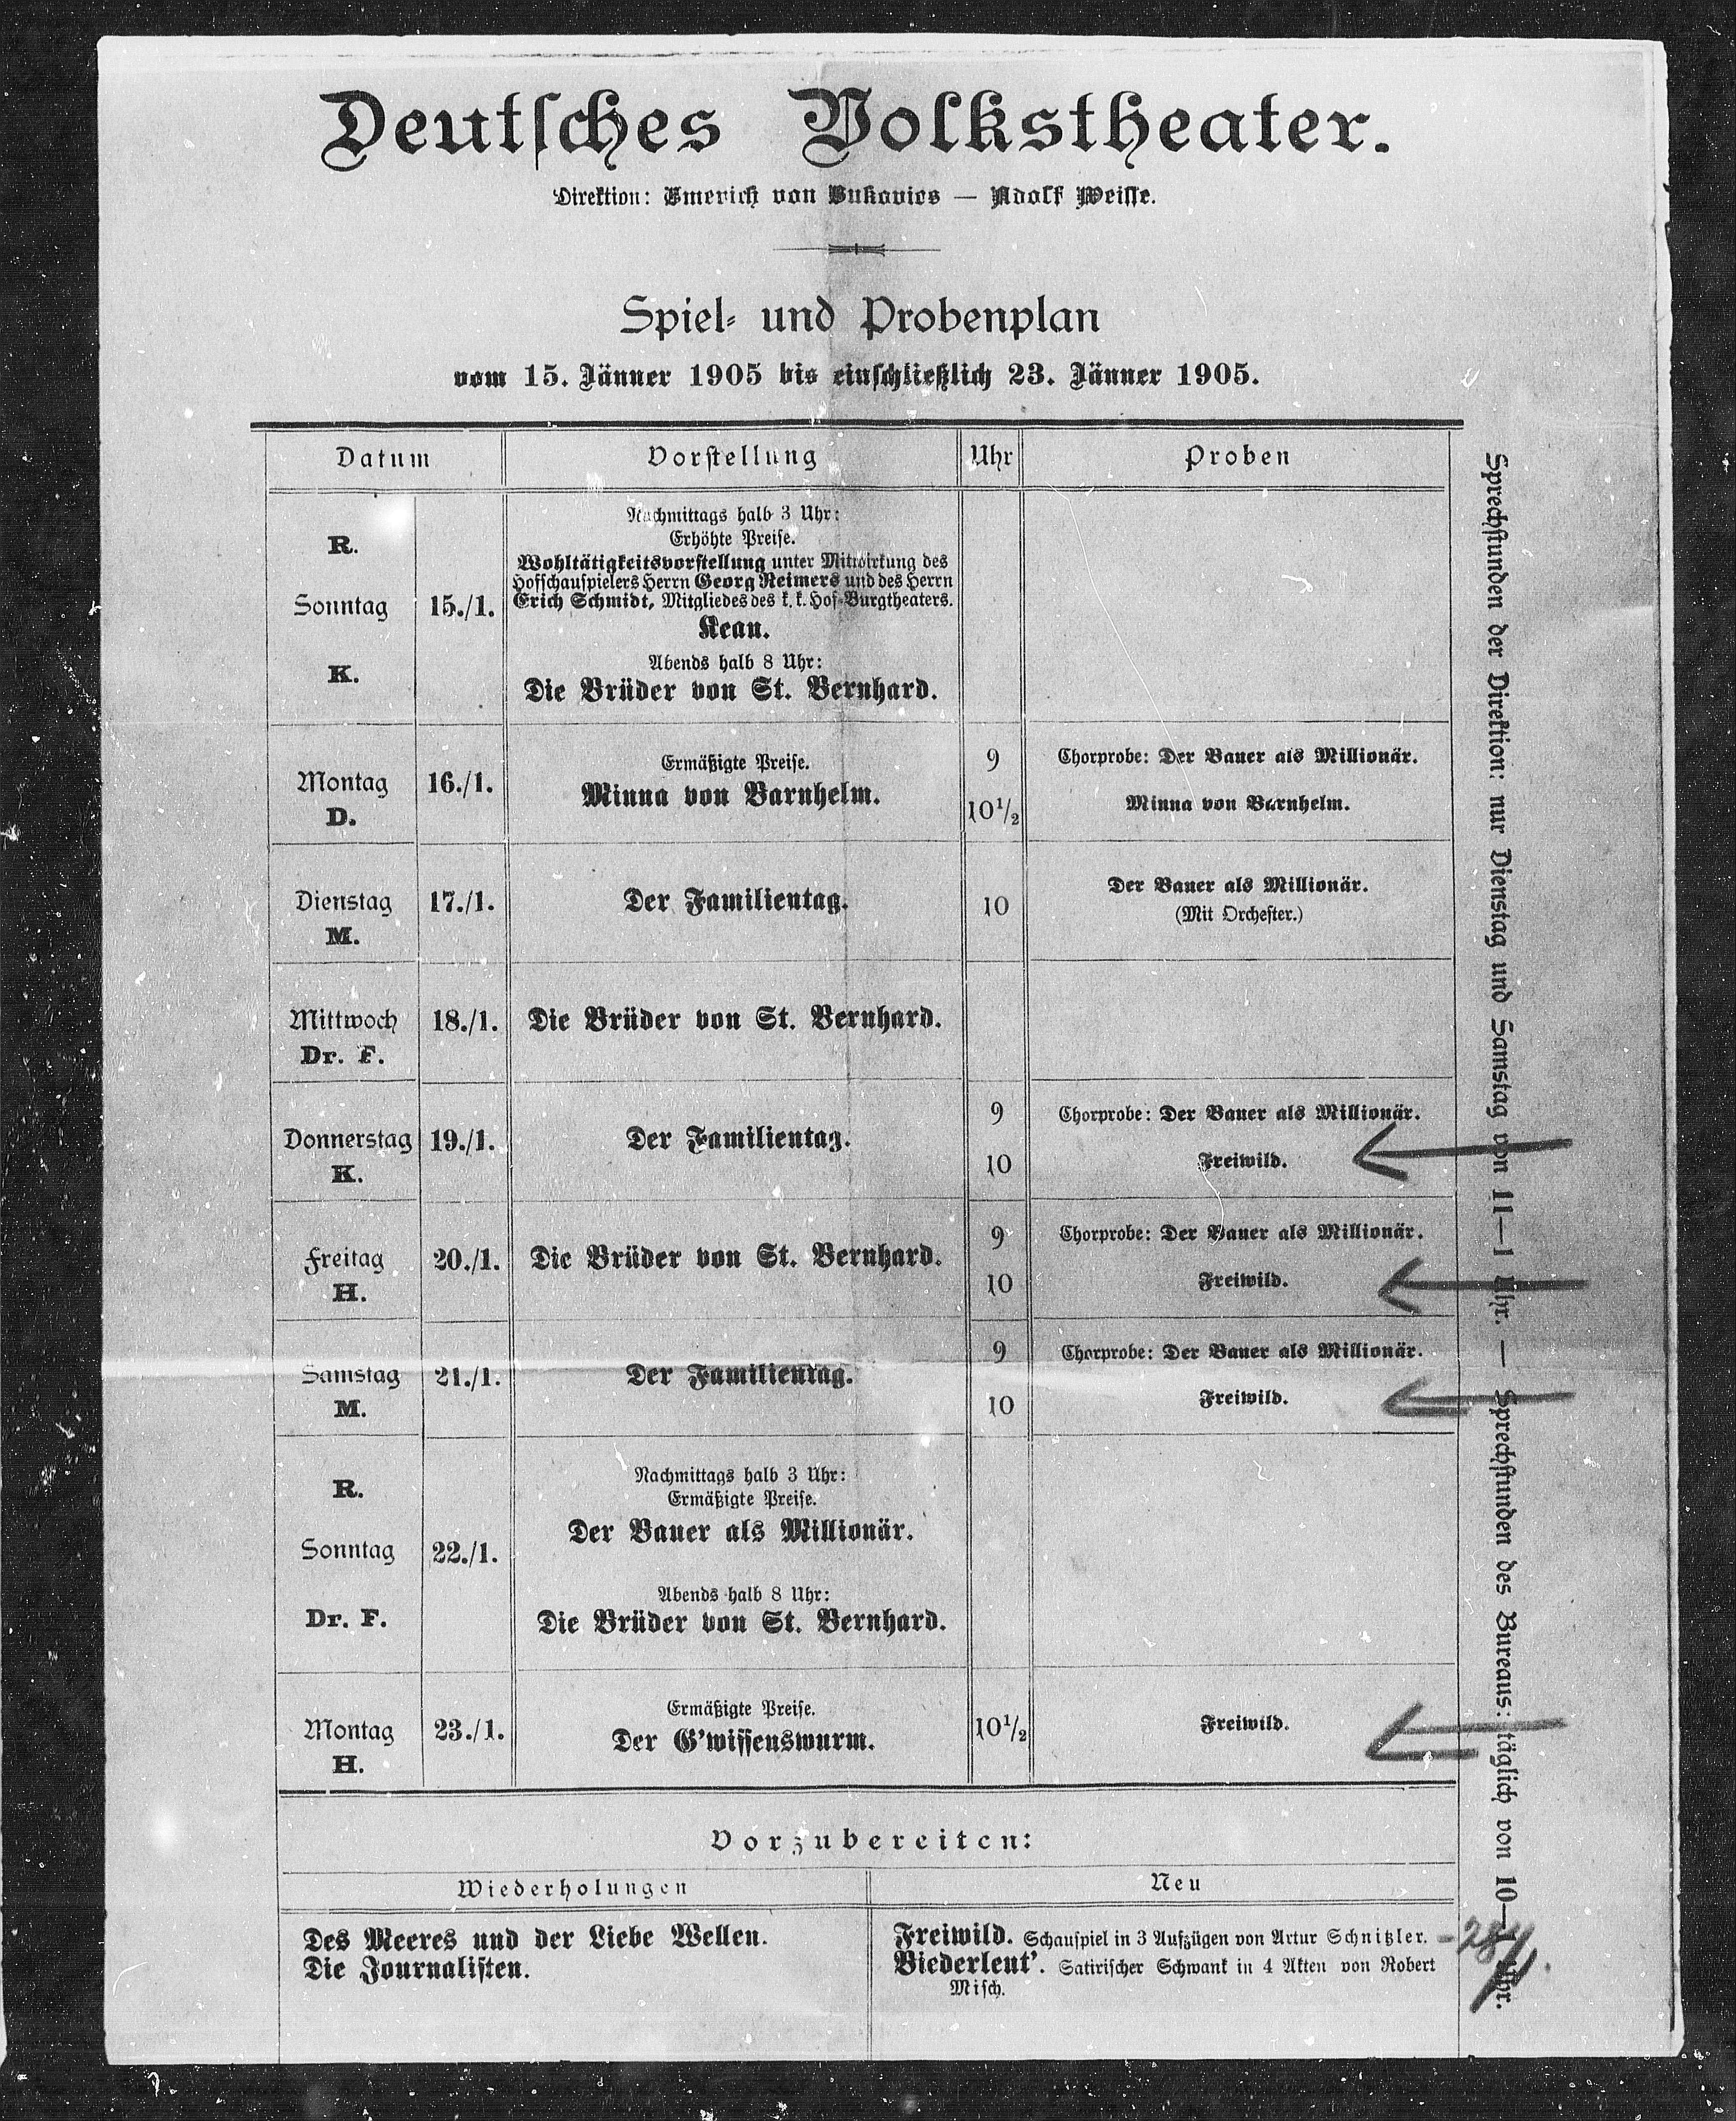 Deutsches Volkstheater.
Direktion: Emerich von Bukovics — Adolf Weisse.
Spiel- und Probenplan
vom 15. Jänner 1905 bis einschließlich 23. Jänner 1905.
Datum Vorstellung Uhr Proben
Nachmittags halb 3 Uhr:
R. Erhöhte Preise.
Wohltätigkeitsvorstellung unter Mitwirkung des
Hofschauspielers Herrn Georg Reimers und des Herrn
Sonntag 15./1. Erich Schmidt, Mitgliedes des k. k. Hof-Burgtheaters.
Kean.
Abends halb 8 Uhr:
K. Die Brüder von St. Bernhard.
Ermäßigte Preise. 9 Chorprobe: Der Bauer als Millionär.
Montag 16./1. Minna von Barnhelm.
D. 10½ Minna von Barnhelm.
Der Bauer als Millionär.
Dienstag 17./1. Der Familientag. 10 (Mit Orchester.)
M.
Mittwoch 18./1. Die Brüder von St. Bernhard.
Dr. F.
9 Chorprobe: Der Bauer als Millionär.
Donnerstag 19./1. Der Familientag.
K. 10 Freiwild.
9 Chorprobe: Der Bauer als Millionär.
Freitag 20./1. Die Brüder von St. Bernhard.
H. 10 Freiwild.
9 Chorprobe: Der Bauer als Millionär.
Samstag 21./1. Der Familientag.
M. 10 Freiwild.
Nachmittags halb 3 Uhr:
R. Ermäßigte Preise.
Der Bauer als Millionär.
Sonntag 22./1.
Abends halb 8 Uhr:
Dr. F. Die Brüder von St. Bernhard.
Ermäßigte Preise.
Montag 23./1. Der G'wissenswurm. 10½ Freiwild.
H.
Vorzubereiten:
Wiederholungen Neu
Des Meeres und der Liebe Wellen. Freiwild. Schauspiel in 3 Aufzügen von Artur Schnitzler.
Die Journalisten. Biederleut'. Satirischer Schwank in 4 Akten von Robert
Misch.
Sprechstunden der Direktion: nur Dienstag und Samstag von 11—1 Uhr. — Sprechstunden des Bureaus: täglich von 10—1 Uhr.